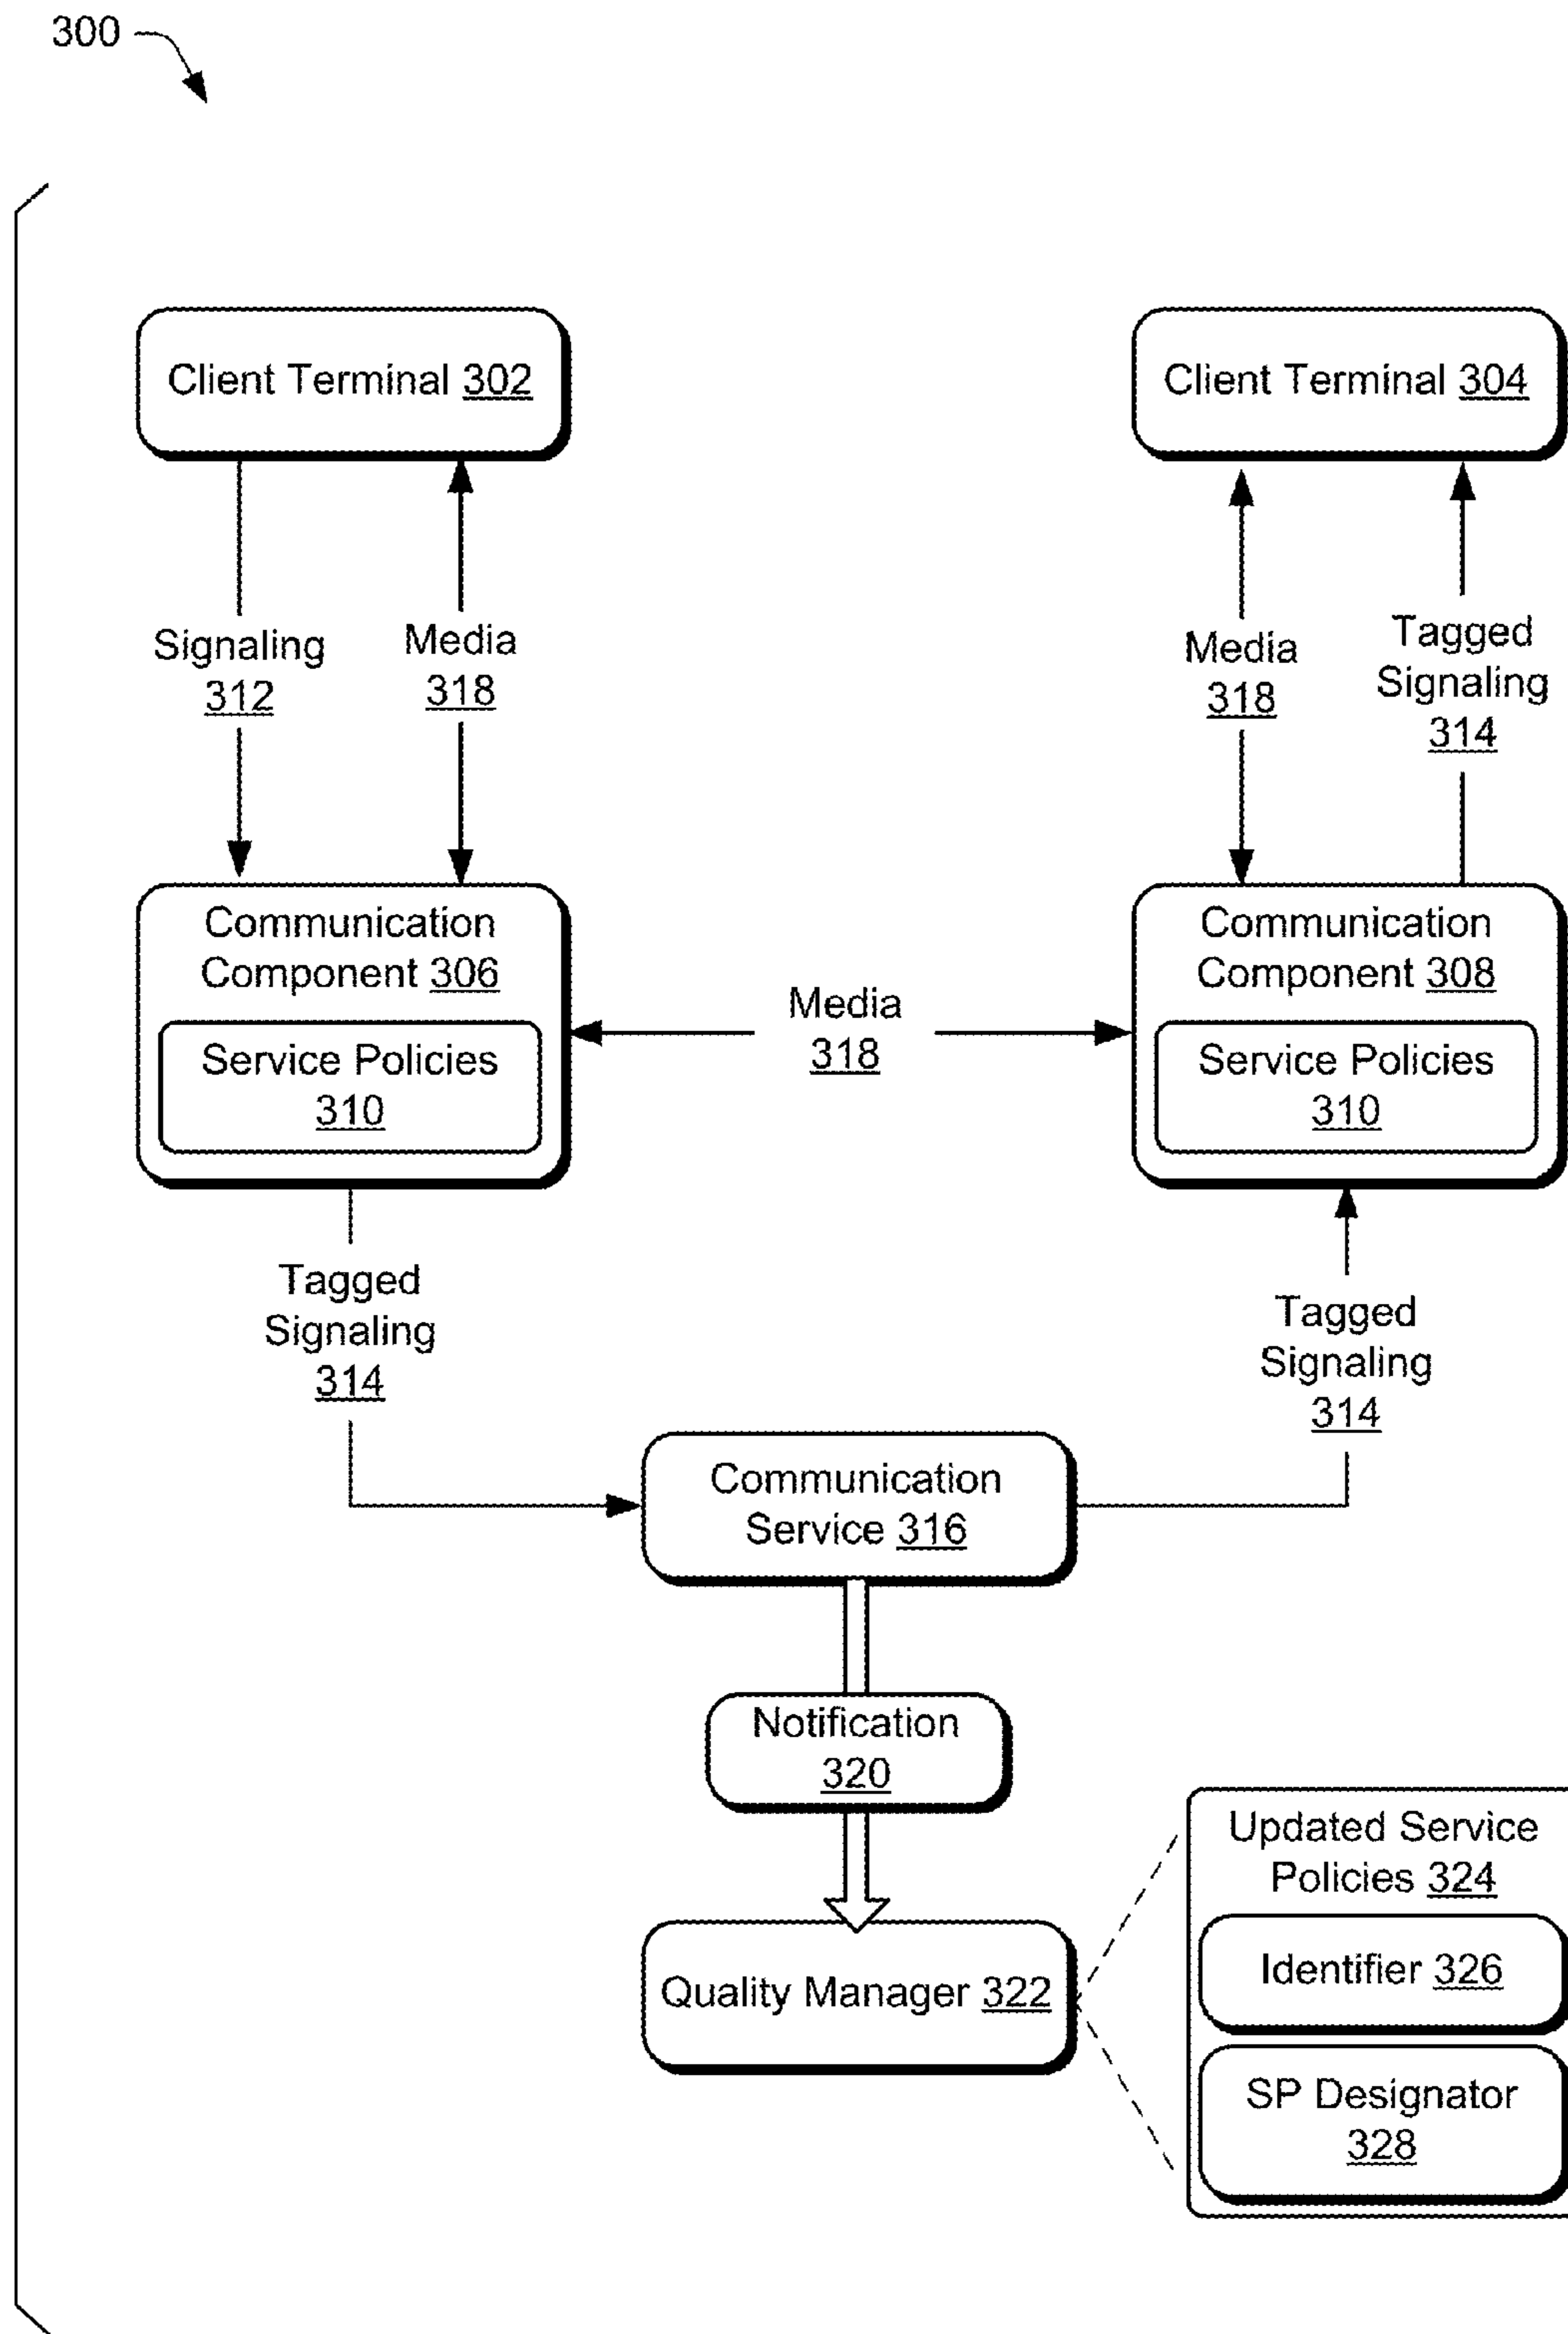 300
Client Terminal 302
Client Terminal 304
Signaling
312
Media
318
Media
318
Tagged
Signaling
314
Communication
Component 306
Service Policies
310
Media
318
Communication
Component 308
Service Policies
310
Tagged
Signaling
314
Tagged
Signaling
314
Communication
Service 316
Notification
320
Quality Manager 322
Updated Service
Policies 324
Identifier 326
SP Designator
328